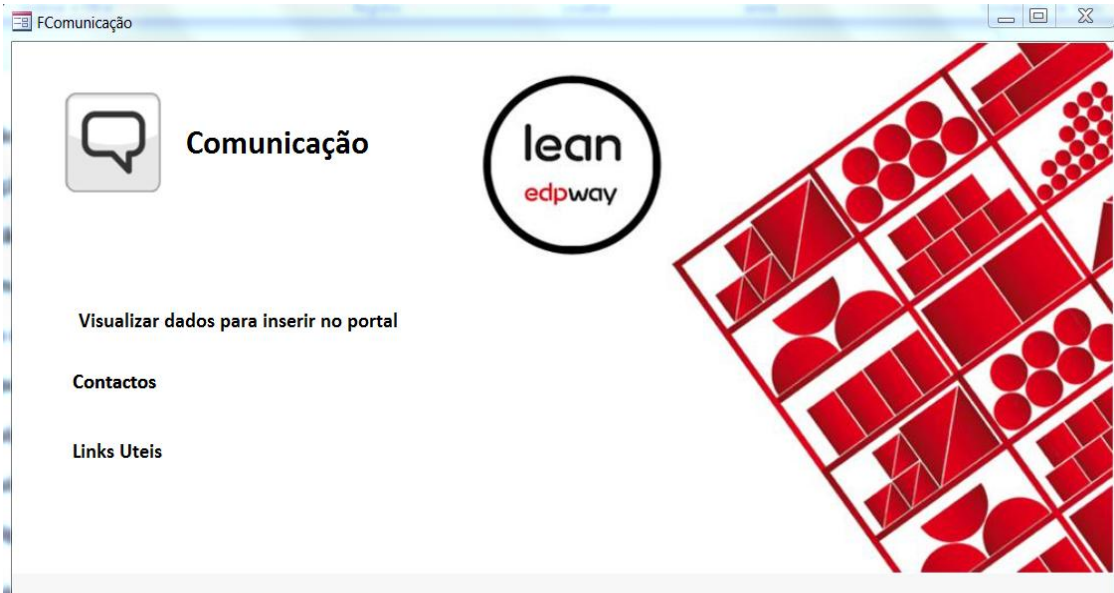 FComunicação
Comunicação
lean
edpway
Visualizar dados para inserir no portal
Contactos
Links Uteis